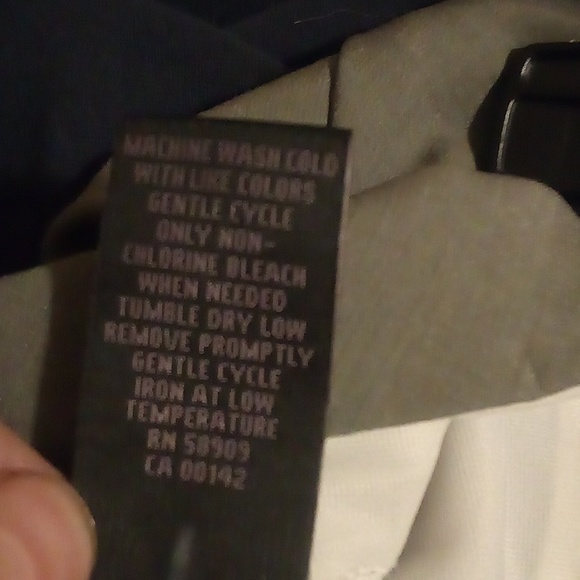 MACHINE WASH COLD
WITH LIKE COLORS
GENTLE CYCLE
ONLY NON-
CHLORINE BLEACH
WHEN NEEDED
TUMBLE DRY LOW
REMOVE PROMPTLY
GENTLE CYCLE
IRON AT LOW
TEMPERATURE
RN 58909
CA 00142